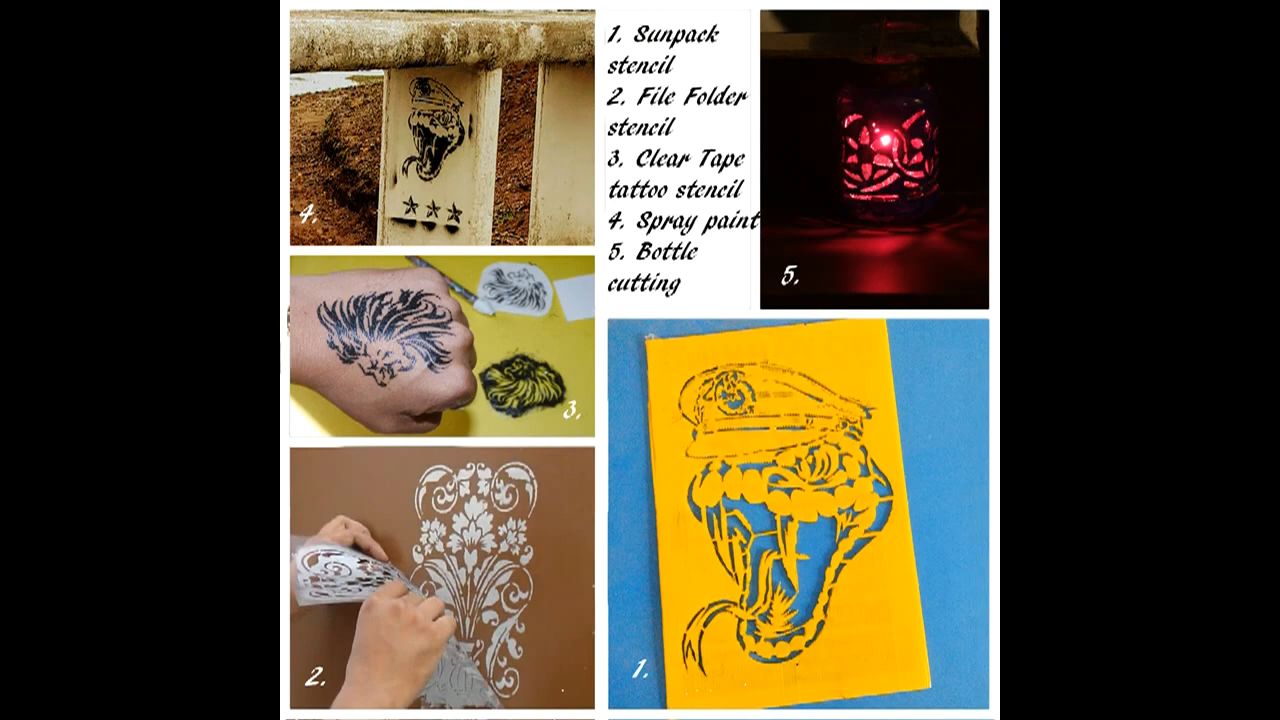 1. Sunpack
stencil
2. File Folder
stencil
3. Clear Tape
tattoo stencil
4. Spray paint
5. Bottle
cutting
4.
5.
3.
2.
1.